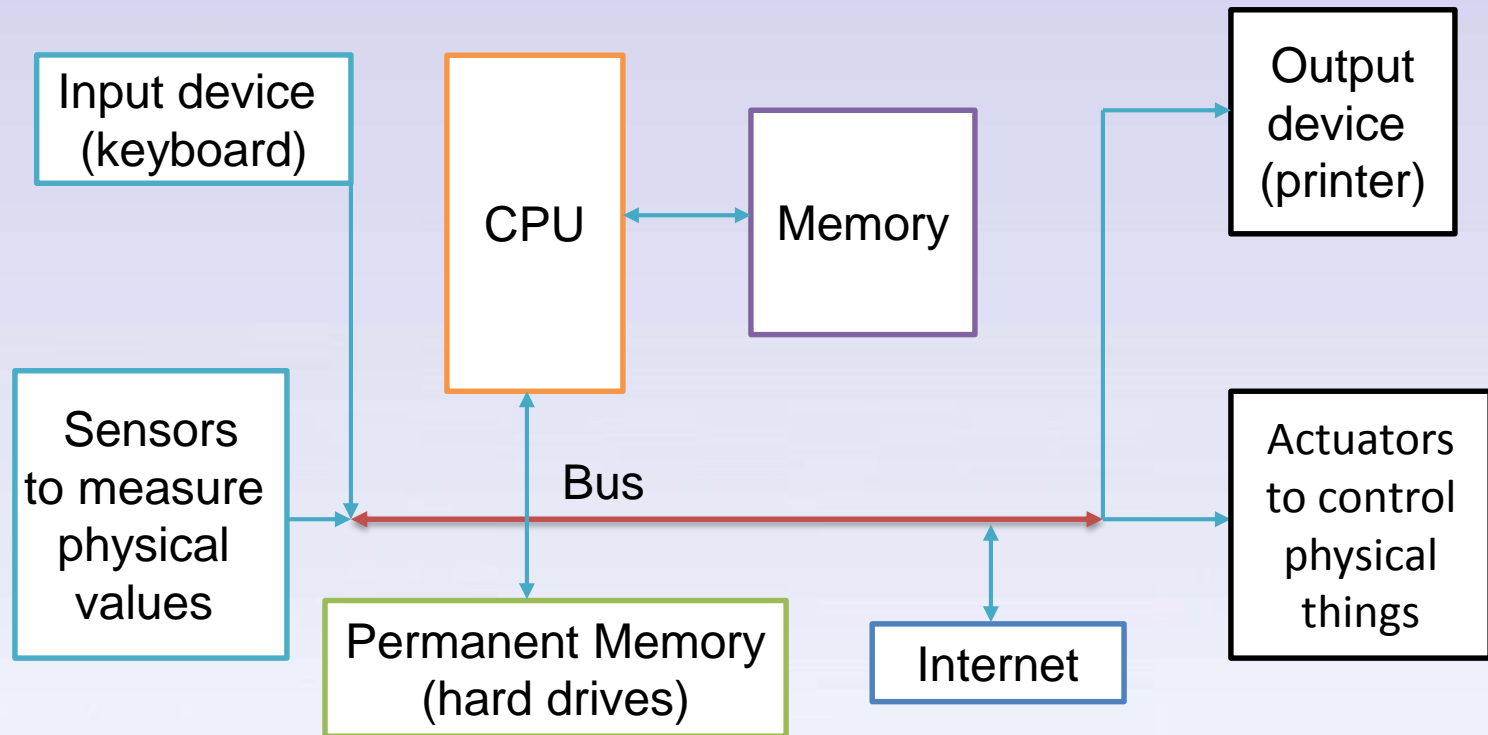 Input device
(keyboard)
CPU
Memory
Output
device
(printer)
Sensors
to measure
physical
values
Bus
Actuators
to control
physical
things
Permanent Memory
(hard drives)
Internet